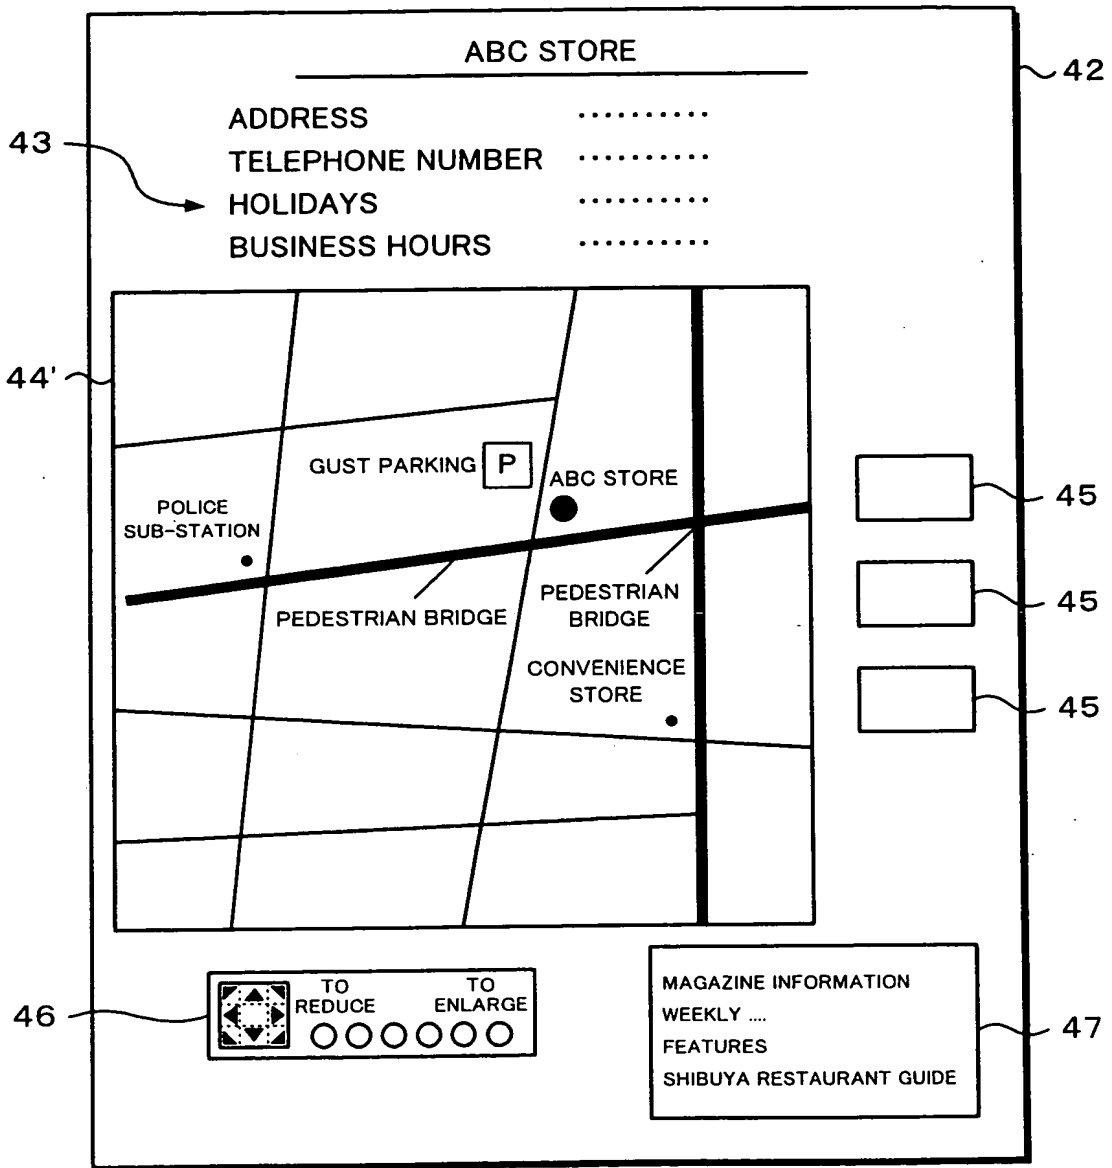 ABC STORE
42
ADDRESS ..........
43
TELEPHONE NUMBER ..........
HOLIDAYS ..........
BUSINESS HOURS ..........
44'
GUST PARKING P
ABC STORE
POLICE
SUB-STATION
45
PEDESTRIAN BRIDGE
PEDESTRIAN
BRIDGE
45
CONVENIENCE
STORE
45
46
TO
REDUCE
TO
ENLARGE
MAGAZINE INFORMATION
WEEKLY ....
FEATURES
SHIBUYA RESTAURANT GUIDE
47